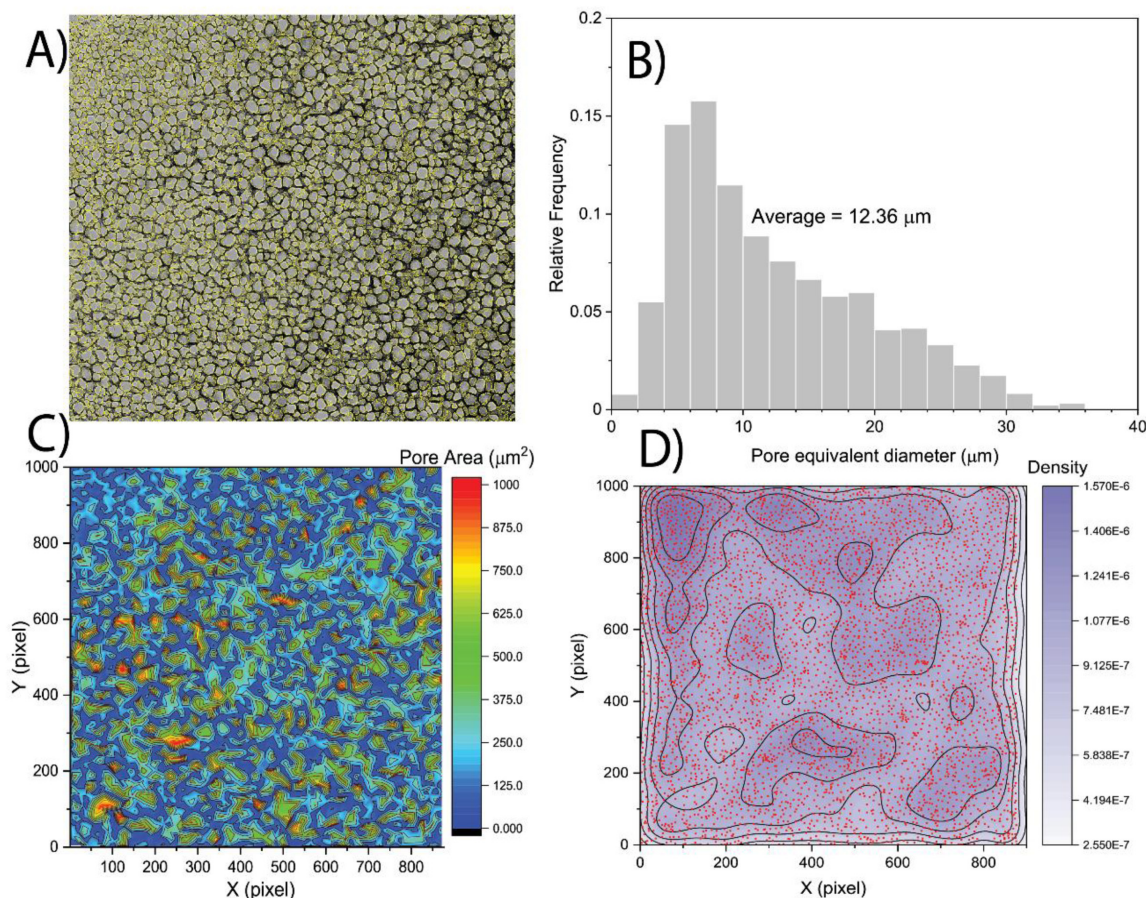 A)
B)
0.2
0.15
0.1
0.05
0
Relative Frequency
Average = 12.36 μm
0
10
20
30
40
Pore equivalent diameter (μm)
C)
Pore Area (μm²)
1000
875.0
750.0
625.0
500.0
375.0
250.0
125.0
0.000
1000
800
600
400
200
0
Y (pixel)
100 200 300 400 500 600 700 800
X (pixel)
D)
Density
1.570E-6
1.406E-6
1.241E-6
1.077E-6
9.125E-7
7.481E-7
5.838E-7
4.194E-7
2.550E-7
1000
800
600
400
200
0
Y (pixel)
0 200 400 600 800
X (pixel)